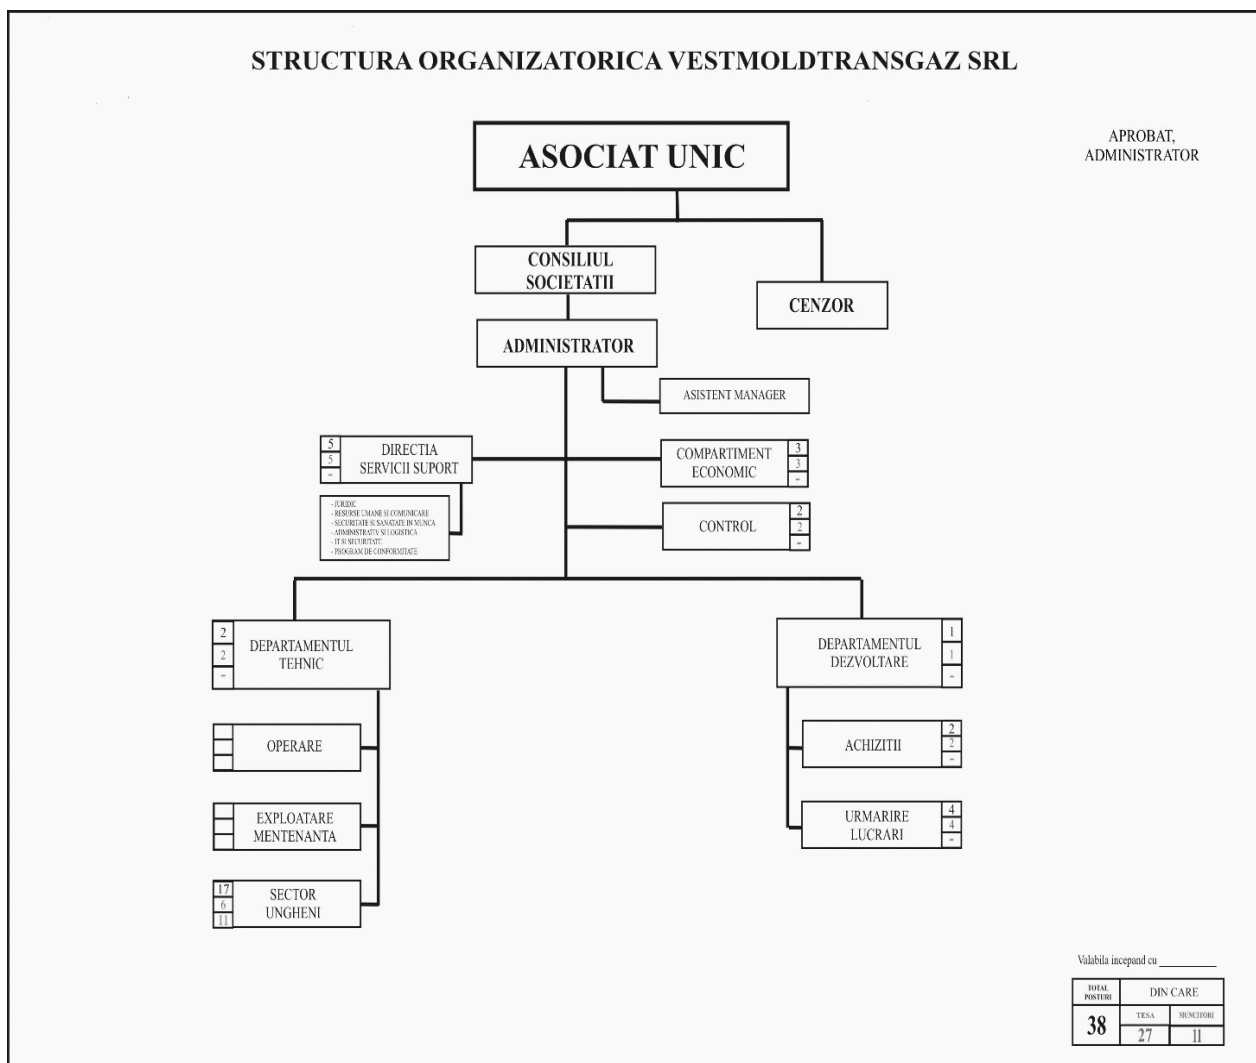 STRUCTURA ORGANIZATORICA VESTMOLDTRANSGAZ SRL
APROBAT,
ADMINISTRATOR
ASOCIAT UNIC
CONSILIUL
SOCIETATII
CENZOR
ADMINISTRATOR
ASISTENT MANAGER
5
5
-
DIRECTIA
SERVICII SUPORT
COMPARTIMENT
ECONOMIC
3
3
-
- JURIDIC
- RESURSE UMANE SI COMUNICARE
- SECURITATE SI SANATATE IN MUNCA
- ADMINISTRATIV SI LOGISTICA
- IT SI SECURITATE
- PROGRAM DE CONFORMITATE
CONTROL
2
2
-
2
2
-
DEPARTAMENTUL
TEHNIC
DEPARTAMENTUL
DEZVOLTARE
1
1
-
OPERARE
ACHIZITII
2
2
-
EXPLOATARE
MENTENANTA
URMARIRE
LUCRARI
4
4
-
17
6
11
SECTOR
UNGHENI
Valabila incepand cu __________
TOTAL
POSTURI
DIN CARE
38
TESA
MUNCITORI
27
11